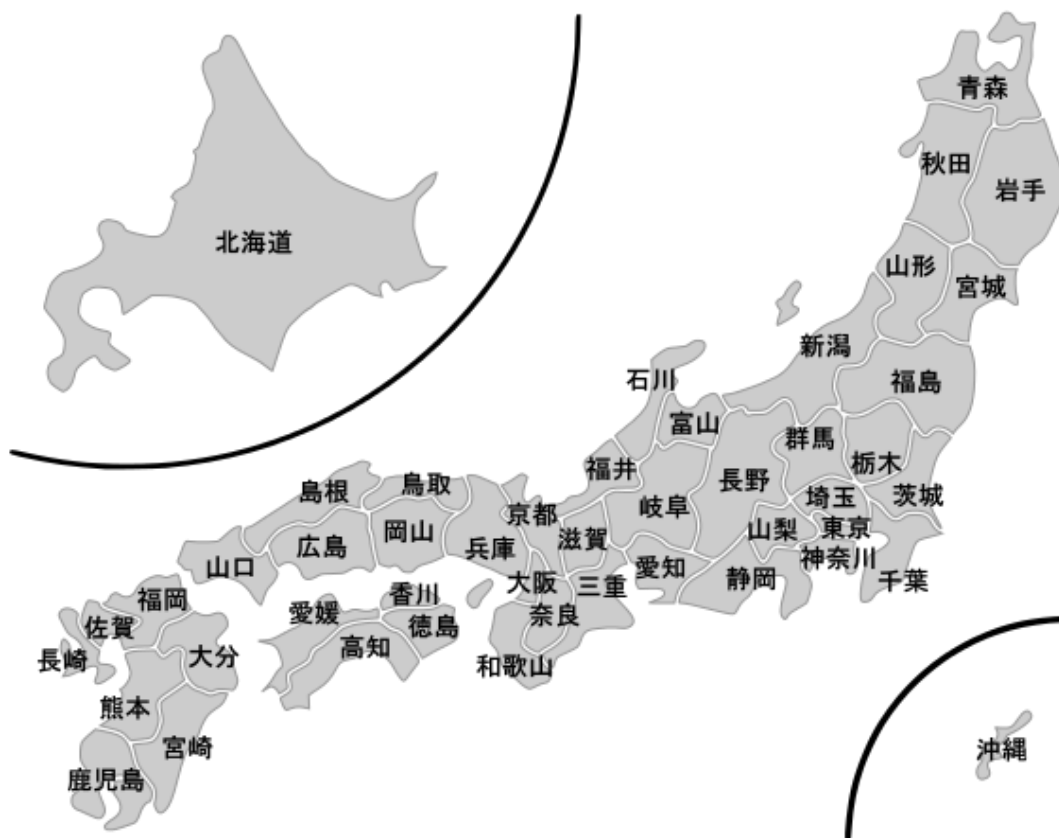 北海道
青森
秋田
岩手
山形
宮城
新潟
福島
石川
富山
群馬
栃木
福井
長野
茨城
岐阜
埼玉
島根
鳥取
京都
山梨
東京
広島
岡山
兵庫
滋賀
神奈川
山口
愛知
静岡
千葉
大阪
三重
福岡
香川
愛媛
徳島
奈良
佐賀
高知
長崎
大分
和歌山
熊本
宮崎
沖縄
鹿児島